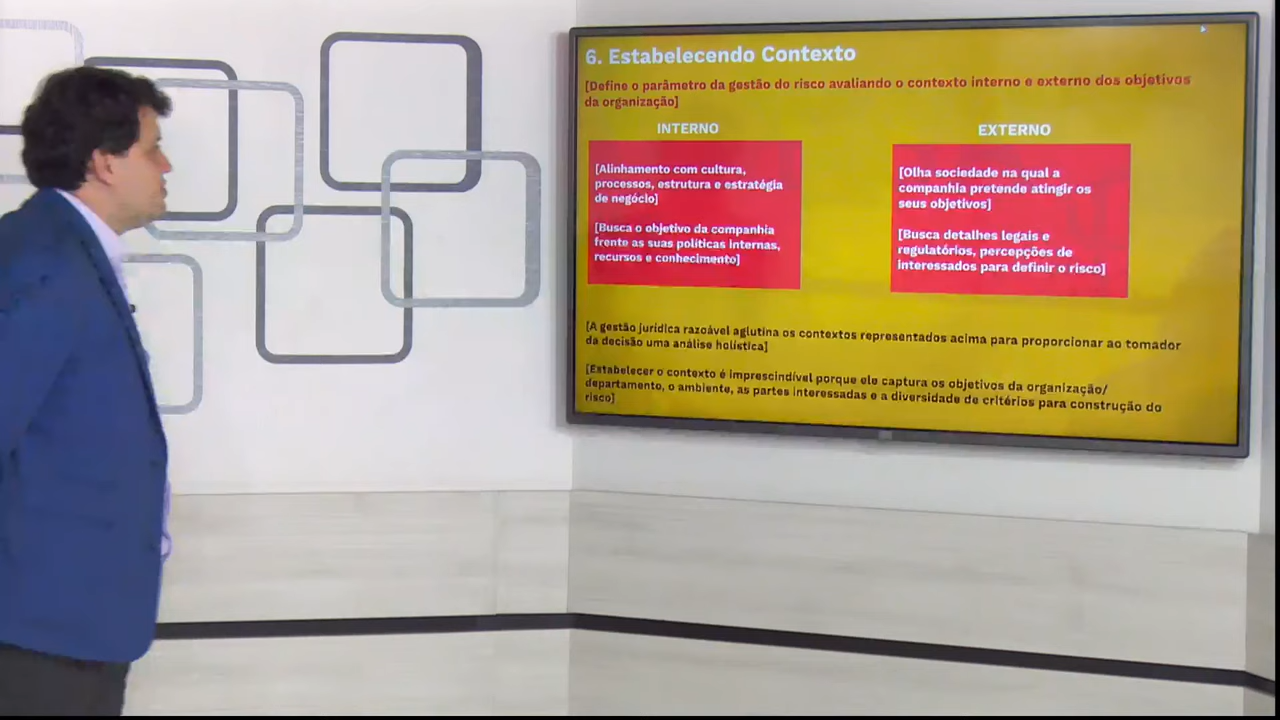 6. Estabelecendo Contexto
[Define o parâmetro da gestão do risco avaliando o contexto interno e externo dos objetivos
da organização]
INTERNO
[Alinhamento com cultura,
processos, estrutura e estratégia
de negócio]
[Busca o objetivo da companhia
frente as suas políticas internas,
recursos e conhecimento]
EXTERNO
[Olha sociedade na qual a
companhia pretende atingir os
seus objetivos]
[Busca detalhes legais e
regulatórios, percepções de
interessados para definir o risco]
[A gestão jurídica razoável aglutina os contextos representados acima para proporcionar ao tomador
da decisão uma análise holística]
[Estabelecer o contexto é imprescindível porque ele captura os objetivos da organização/
departamento, o ambiente, as partes interessadas e a diversidade de critérios para construção do
risco]